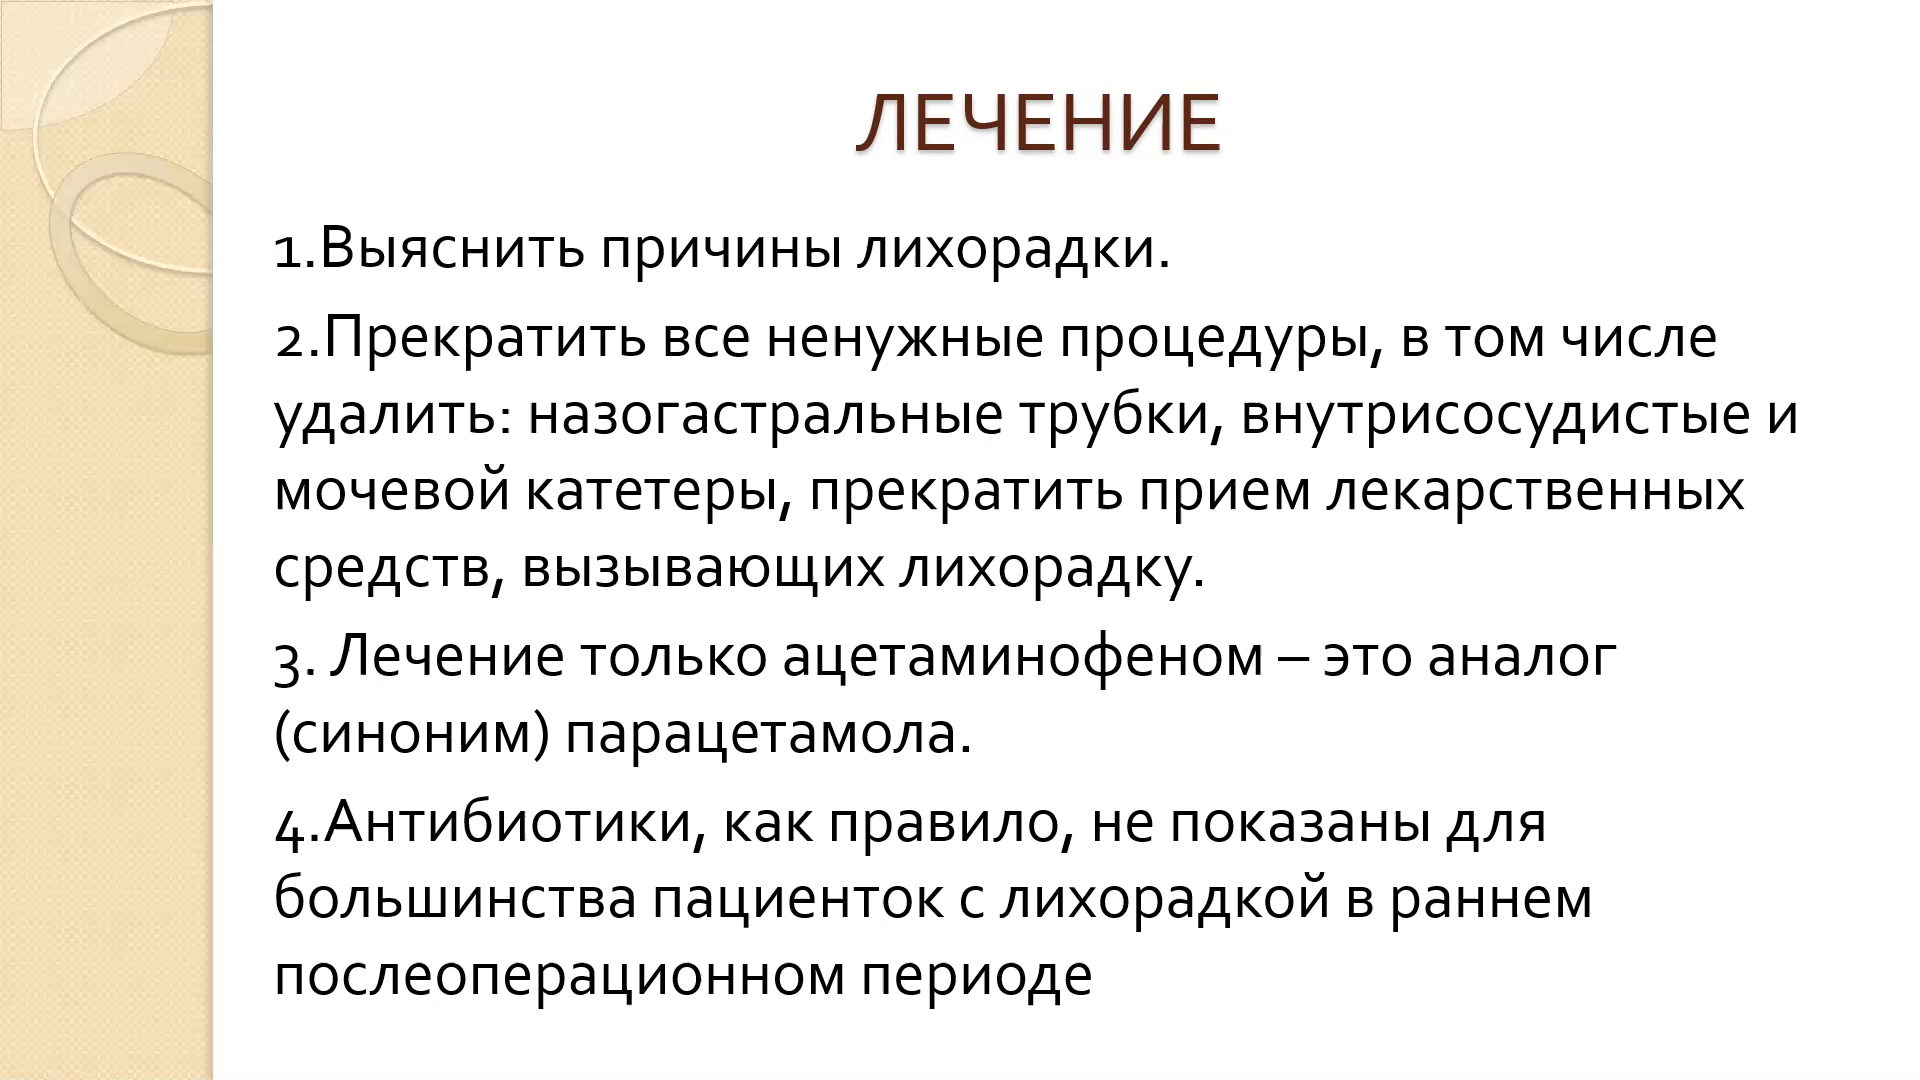 ЛЕЧЕНИЕ
1.Выяснить причины лихорадки.
2.Прекратить все ненужные процедуры, в том числе
удалить: назогастральные трубки, внутрисосудистые и
мочевой катетеры, прекратить прием лекарственных
средств, вызывающих лихорадку.
3. Лечение только ацетаминофеном – это аналог
(синоним) парацетамола.
4.Антибиотики, как правило, не показаны для
большинства пациенток с лихорадкой в раннем
послеоперационном периоде